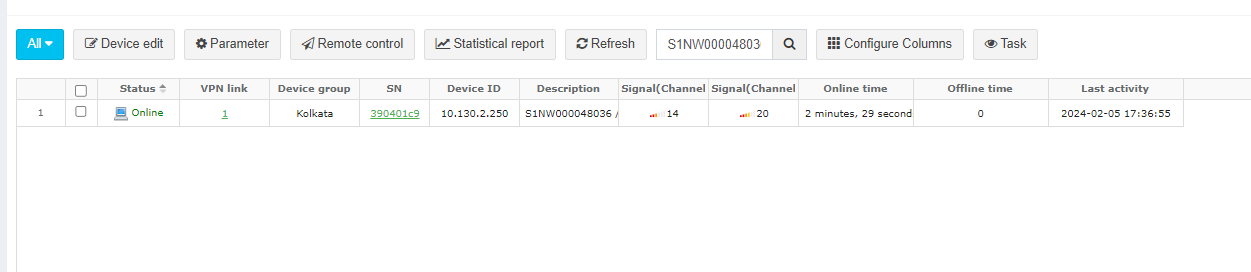 All Device edit Parameter Remote control Statistical report Refresh S1NW00004803 Configure Columns Task
Status VPN link Device group SN Device ID Description Signal(Channel Signal(Channel Online time Offline time Last activity
1 Online 1 Kolkata 390401c9 10.130.2.250 S1NW000048036 / 14 20 2 minutes, 29 second 0 2024-02-05 17:36:55